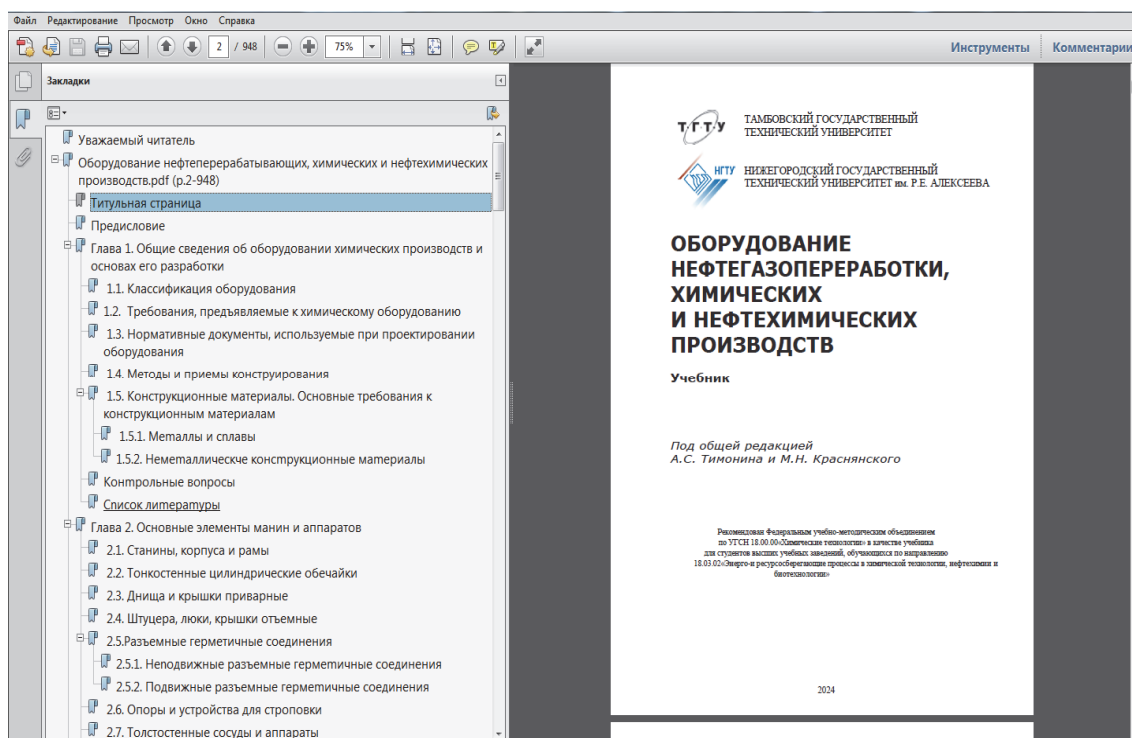 Файл Редактирование Просмотр Окно Справка
2 / 948 75% Инструменты Комментарии
Закладки
Уважаемый читатель
Оборудование нефтеперерабатывающих, химических и нефтехимических
производств.pdf (p.2-948)
Титульная страница
Предисловие
Глава 1. Общие сведения об оборудовании химических производств и
основах его разработки
1.1. Классификация оборудования
1.2. Требования, предъявляемые к химическому оборудованию
1.3. Нормативные документы, используемые при проектировании
оборудования
1.4. Методы и приемы конструирования
1.5. Конструкционные материалы. Основные требования к
конструкционным материалам
1.5.1. Металлы и сплавы
1.5.2. Неметаллическче конструкционные материалы
Контрольные вопросы
Список литературы
Глава 2. Основные элементы манин и аппаратов
2.1. Станины, корпуса и рамы
2.2. Тонкостенные цилиндрические обечайки
2.3. Днища и крышки приварные
2.4. Штуцера, люки, крышки отъемные
2.5.Разъемные герметичные соединения
2.5.1. Неподвижные разъемные герметичные соединения
2.5.2. Подвижные разъемные герметичные соединения
2.6. Опоры и устройства для строповки
2.7. Толстостенные сосуды и аппараты
Т·Г·Т·У
ТАМБОВСКИЙ ГОСУДАРСТВЕННЫЙ
ТЕХНИЧЕСКИЙ УНИВЕРСИТЕТ
НГТУ
НИЖЕГОРОДСКИЙ ГОСУДАРСТВЕННЫЙ
ТЕХНИЧЕСКИЙ УНИВЕРСИТЕТ им. Р.Е. АЛЕКСЕЕВА
ОБОРУДОВАНИЕ
НЕФТЕГАЗОПЕРЕРАБОТКИ,
ХИМИЧЕСКИХ
И НЕФТЕХИМИЧЕСКИХ
ПРОИЗВОДСТВ
Учебник
Под общей редакцией
А.С. Тимонина и М.Н. Краснянского
Рекомендован Федеральным учебно-методическим объединением
по УГСН 18.00.00«Химические технологии» в качестве учебника
для студентов высших учебных заведений, обучающихся по направлению
18.03.02«Энерго-и ресурсосберегающие процессы в химической технологии, нефтехимии и
биотехнологии»
2024